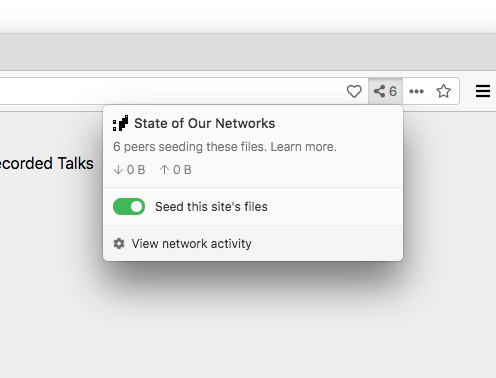 6
State of Our Networks
6 peers seeding these files. Learn more.
↓ 0 B ↑ 0 B
ecorded Talks
Seed this site's files
View network activity